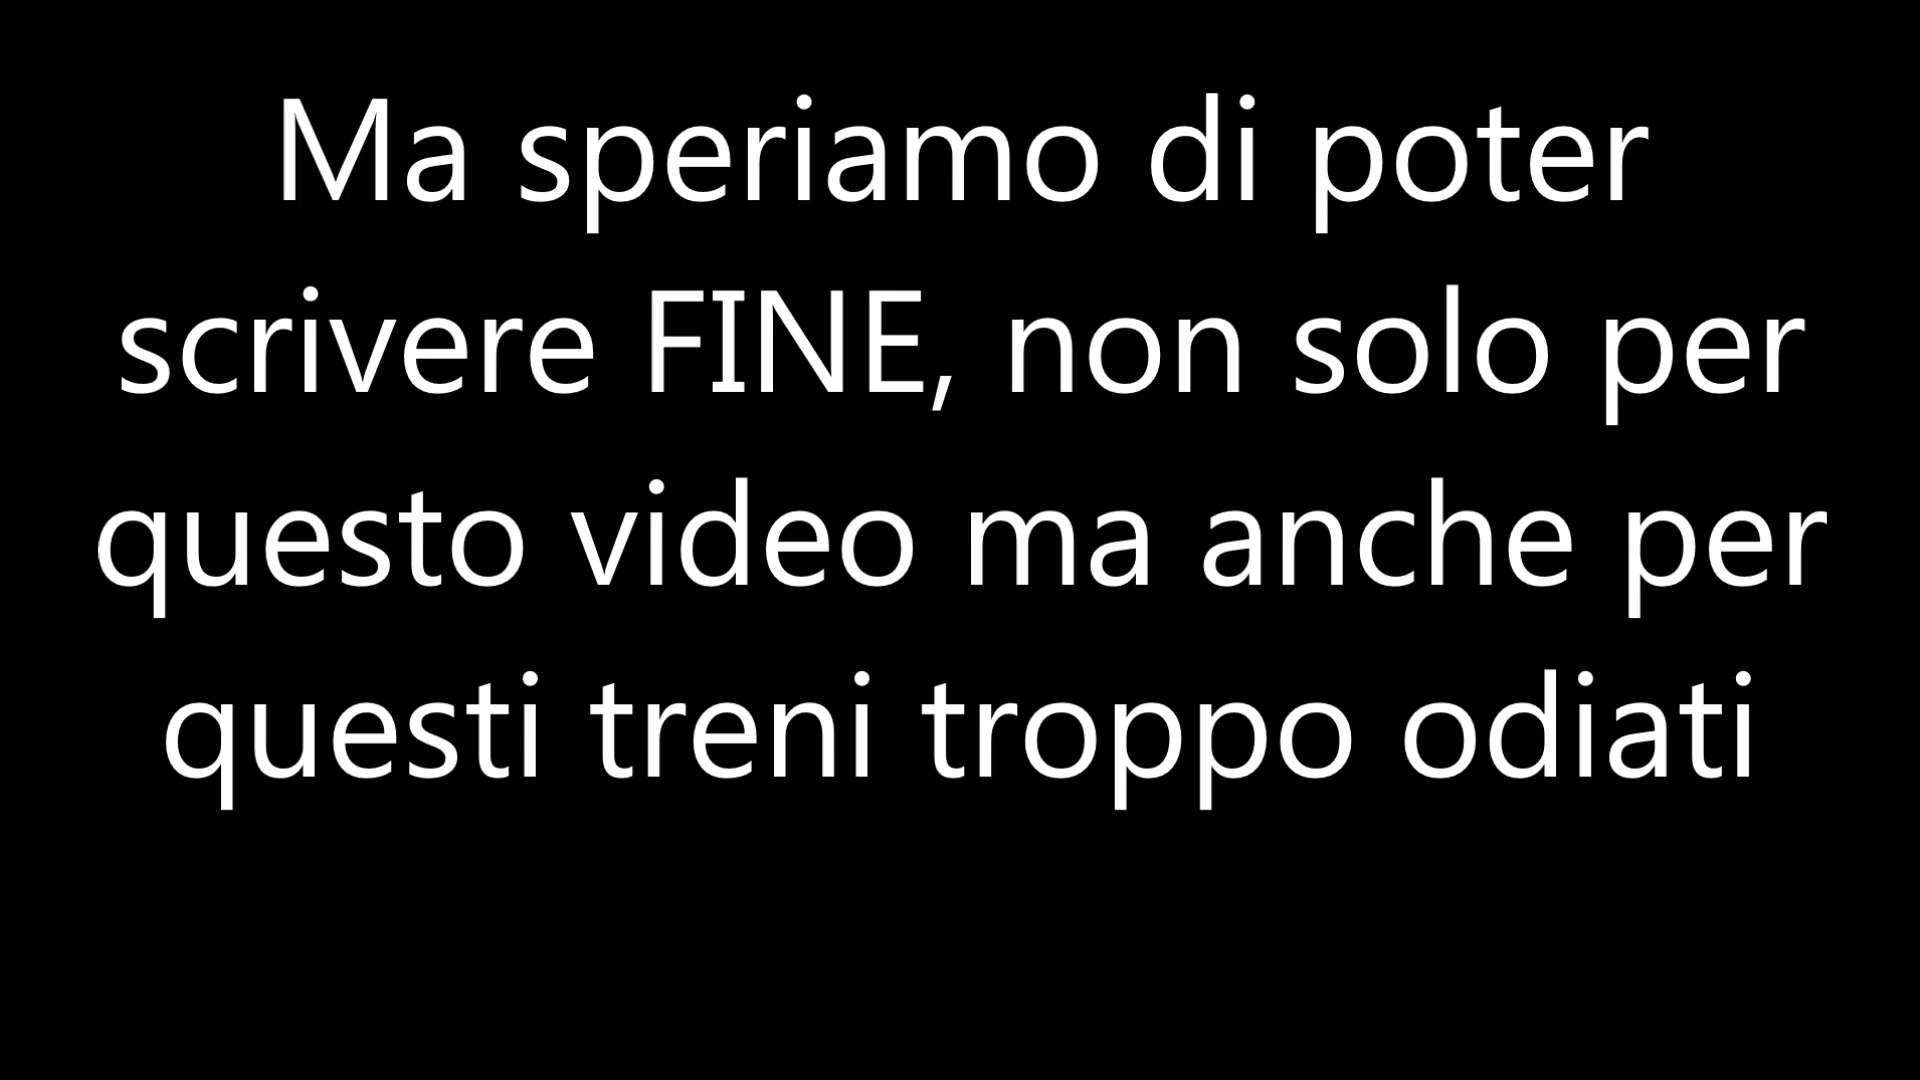 Ma speriamo di poter
scrivere FINE, non solo per
questo video ma anche per
questi treni troppo odiati